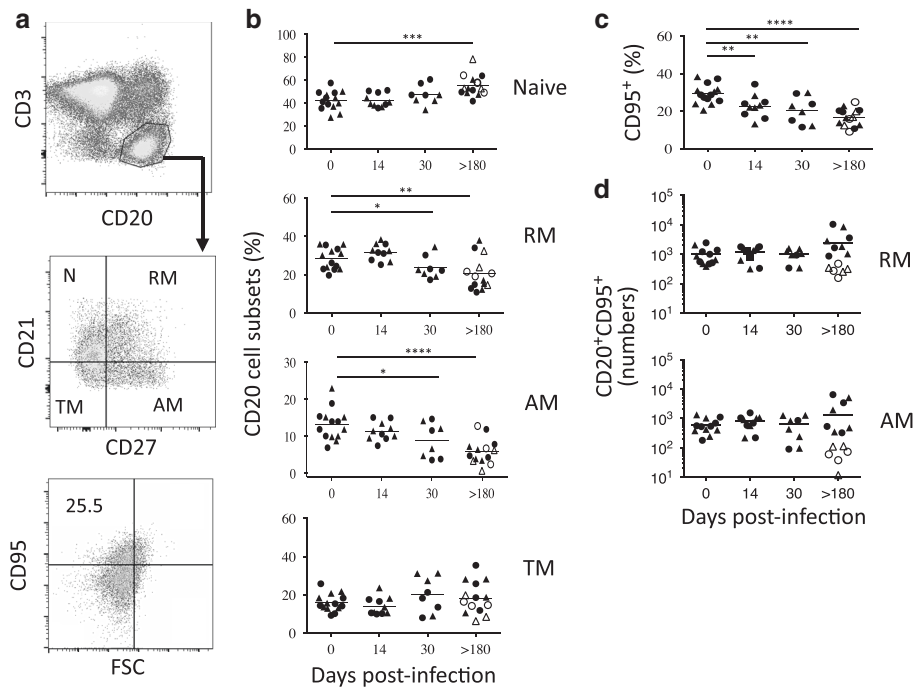 a
CD3
CD20
N
RM
CD21
TM
AM
CD27
25.5
CD95
FSC
b
CD20 cell subsets (%)
100
80
60
40
20
0
***
0 14 30 >180
Naive
60
40
20
0
**
*
0 14 30 >180
RM
30
20
10
0
****
*
0 14 30 >180
AM
60
40
20
0
0 14 30 >180
TM
Days post-infection
c
CD95+ (%)
60
40
20
0
****
**
**
0 14 30 >180
d
CD20+CD95+
(numbers)
10^5
10^4
10^3
10^2
10^1
0 14 30 >180
RM
10^5
10^4
10^3
10^2
10^1
0 14 30 >180
AM
Days post-infection